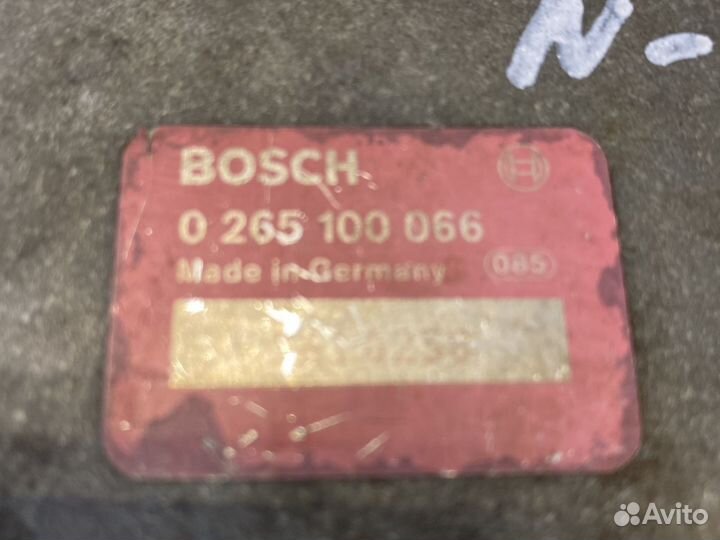 N-
BOSCH
0 265 100 066
Made in Germany 085
Avito